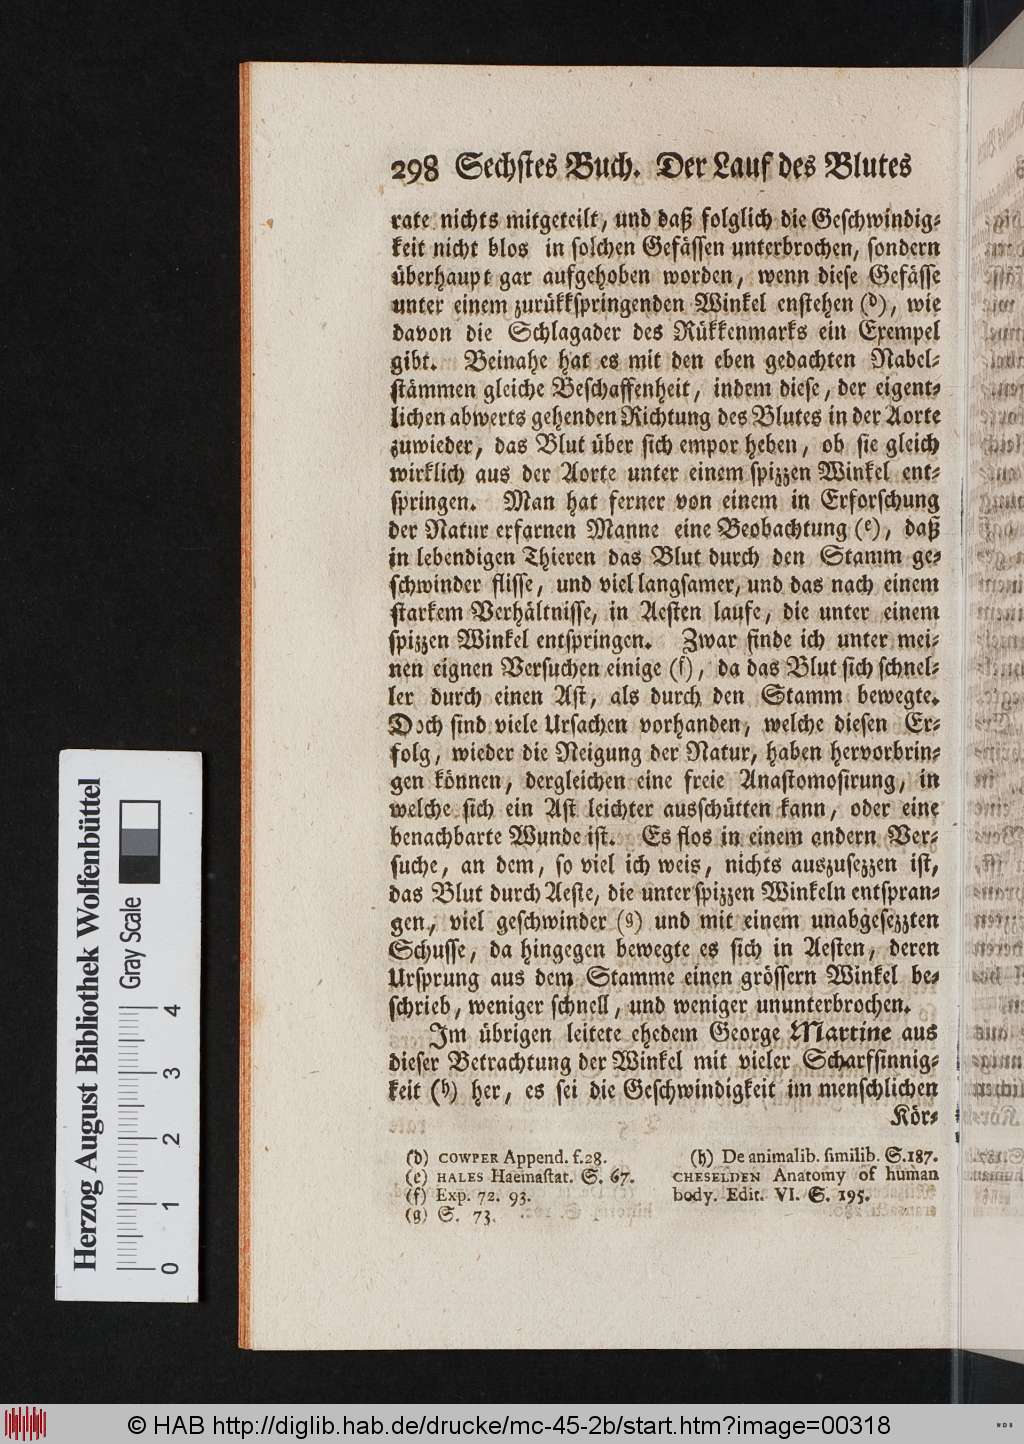 298 Sechstes Buch. Der Lauf des Blutes
rate nichts mitgeteilt, und daß folglich die Geschwindig-
keit nicht blos in solchen Gefässen unterbrochen, sondern
überhaupt gar aufgehoben worden, wenn diese Gefässe
unter einem zurükkspringenden Winkel enstehen (d), wie
davon die Schlagader des Rükkenmarks ein Exempel
gibt. Beinahe hat es mit den eben gedachten Nabel-
stämmen gleiche Beschaffenheit, indem diese, der eigent-
lichen abwerts gehenden Richtung des Blutes in der Aorte
zuwieder, das Blut über sich empor heben, ob sie gleich
wirklich aus der Aorte unter einem spizzen Winkel ent-
springen. Man hat ferner von einem in Erforschung
der Natur erfarnen Manne eine Beobachtung (e), daß
in lebendigen Thieren das Blut durch den Stamm ge-
schwinder flisse, und viel langsamer, und das nach einem
starkem Verhältnisse, in Aesten laufe, die unter einem
spizzen Winkel entspringen. Zwar finde ich unter mei-
nen eignen Versuchen einige (f), da das Blut sich schnel-
ler durch einen Ast, als durch den Stamm bewegte.
Doch sind viele Ursachen vorhanden, welche diesen Er-
folg, wieder die Neigung der Natur, haben hervorbrin-
gen können, dergleichen eine freie Anastomosirung, in
welche sich ein Ast leichter ausschütten kann, oder eine
benachbarte Wunde ist. Es flos in einem andern Ver-
suche, an dem, so viel ich weis, nichts auszusezzen ist,
das Blut durch Aeste, die unter spizzen Winkeln entspran-
gen, viel geschwinder (g) und mit einem unabgesezzten
Schusse, da hingegen bewegte es sich in Aesten, deren
Ursprung aus dem Stamme einen grössern Winkel be-
schrieb, weniger schnell, und weniger ununterbrochen.
Im übrigen leitete ehedem George Martine aus
dieser Betrachtung der Winkel mit vieler Scharfsinnig-
keit (h) her, es sei die Geschwindigkeit im menschlichen
Kör-
(d) COWPER Append. f.28.
(e) HALES Haemastat. S. 67.
(f) Exp. 72. 93.
(g) S. 73.
(h) De animalib. similib. S.187.
CHESELDEN Anatomy of human
body. Edit. VI. S. 195.
Herzog August Bibliothek Wolfenbüttel
Gray Scale
0 1 2 3 4
© HAB http://diglib.hab.de/drucke/mc-45-2b/start.htm?image=00318